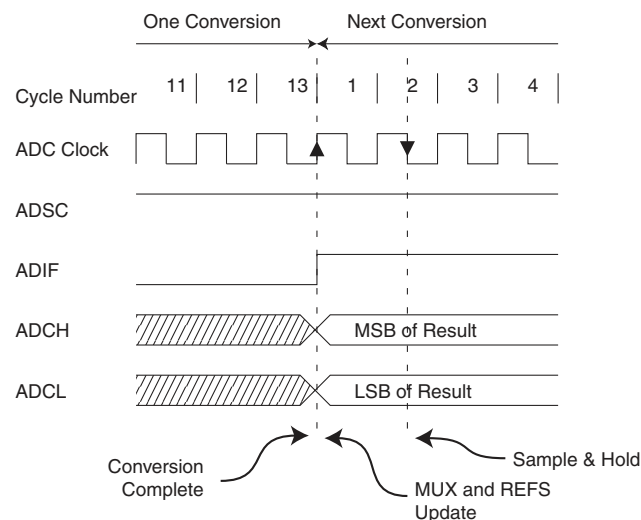 One Conversion Next Conversion
Cycle Number 11 12 13 1 2 3 4
ADC Clock
ADSC
ADIF
ADCH MSB of Result
ADCL LSB of Result
Conversion
Complete
MUX and REFS
Update
Sample & Hold